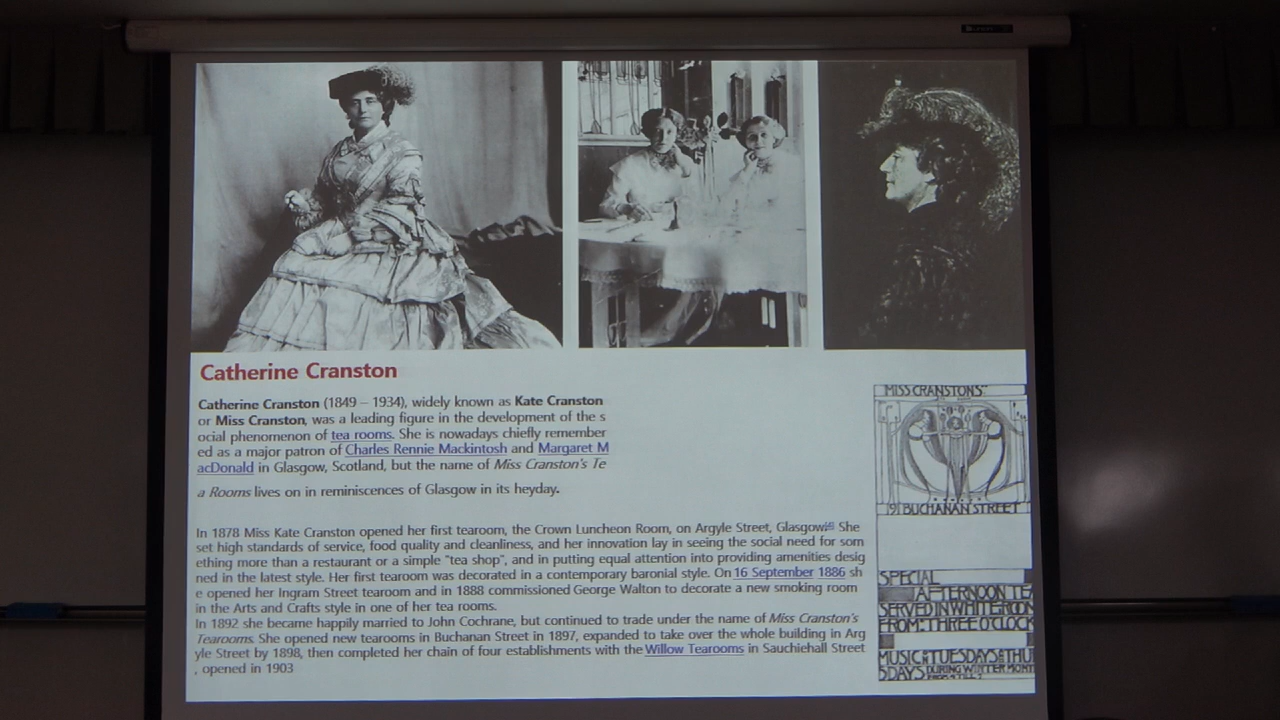 Catherine Cranston
Catherine Cranston (1849 – 1934), widely known as Kate Cranston
or Miss Cranston, was a leading figure in the development of the s
ocial phenomenon of tea rooms. She is nowadays chiefly remember
ed as a major patron of Charles Rennie Mackintosh and Margaret M
acDonald in Glasgow, Scotland, but the name of Miss Cranston's Te
a Rooms lives on in reminiscences of Glasgow in its heyday.
In 1878 Miss Kate Cranston opened her first tearoom, the Crown Luncheon Room, on Argyle Street, Glasgow. She
set high standards of service, food quality and cleanliness, and her innovation lay in seeing the social need for som
ething more than a restaurant or a simple "tea shop", and in putting equal attention into providing amenities desig
ned in the latest style. Her first tearoom was decorated in a contemporary baronial style. On 16 September 1886 sh
e opened her Ingram Street tearoom and in 1888 commissioned George Walton to decorate a new smoking room
in the Arts and Crafts style in one of her tea rooms.
In 1892 she became happily married to John Cochrane, but continued to trade under the name of Miss Cranston's
Tearooms. She opened new tearooms in Buchanan Street in 1897, expanded to take over the whole building in Arg
yle Street by 1898, then completed her chain of four establishments with the Willow Tearooms in Sauchiehall Street
, opened in 1903
MISS CRANSTON'S
91 BUCHANAN STREET
SPECIAL
AFTERNOON TEA
SERVED IN WHITE ROOM
FROM: THREE O'CLOCK
MUSIC ON TUESDAYS & THU
SDAYS DURING WINTER MONT